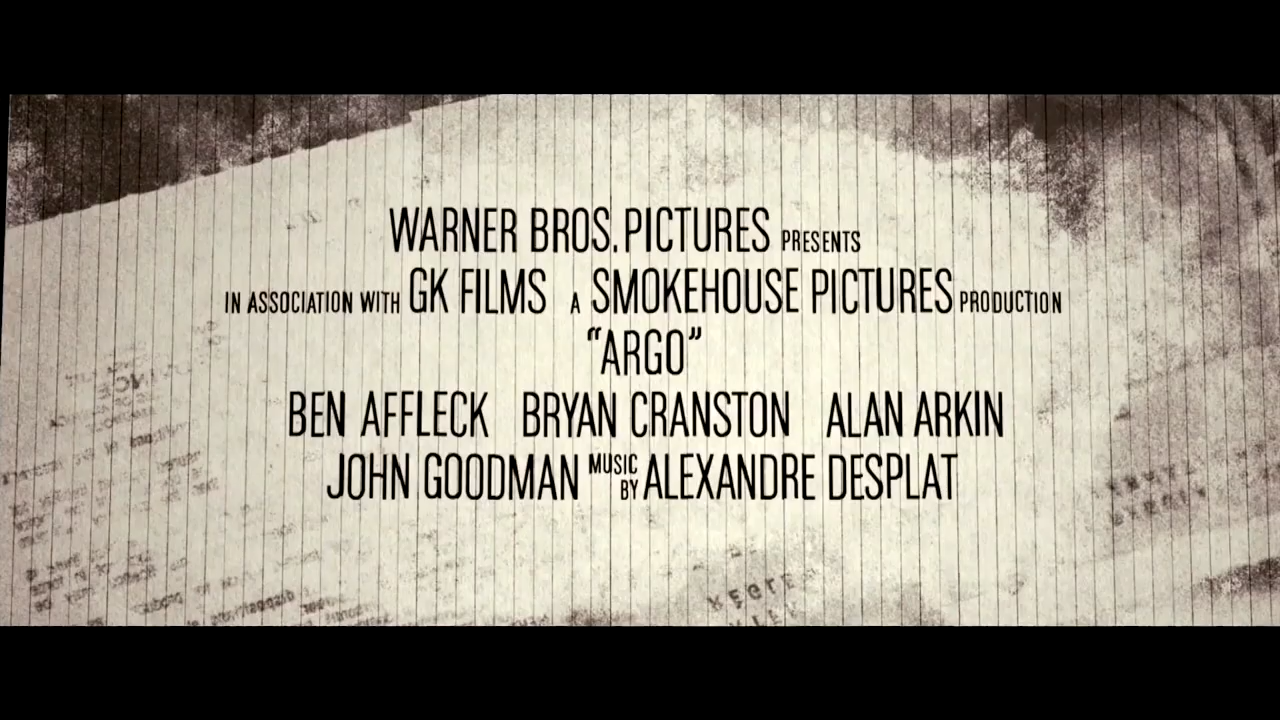 WARNER BROS. PICTURES PRESENTS
IN ASSOCIATION WITH GK FILMS A SMOKEHOUSE PICTURES PRODUCTION
“ARGO”
BEN AFFLECK BRYAN CRANSTON ALAN ARKIN
JOHN GOODMAN MUSIC BY ALEXANDRE DESPLAT